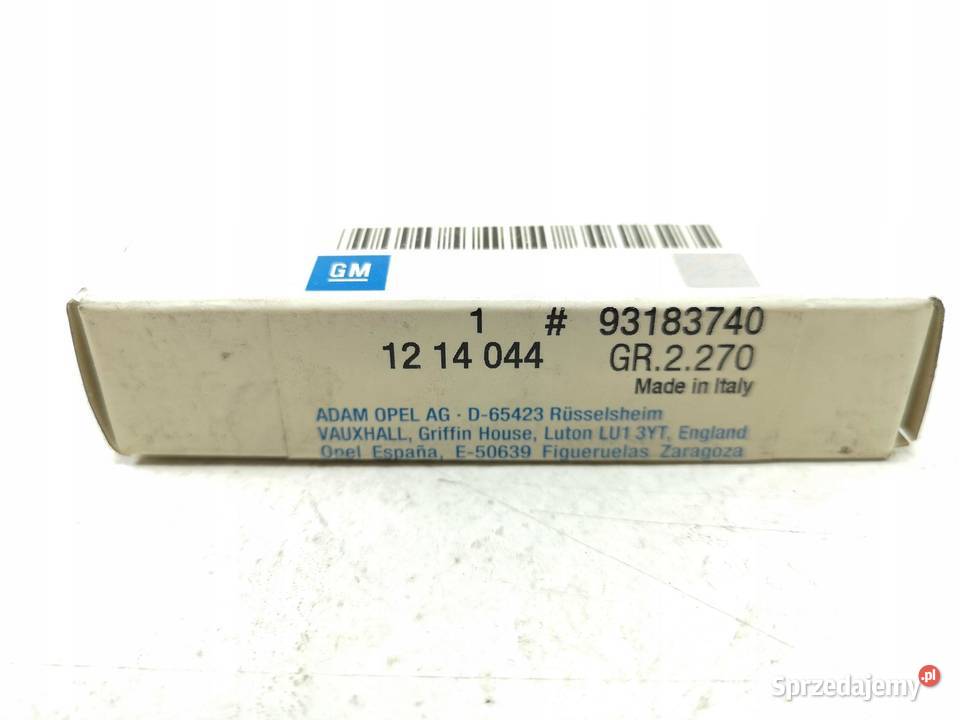 GM
1 # 93183740
12 14 044 GR.2.270
Made in Italy
ADAM OPEL AG · D-65423 Rüsselsheim
VAUXHALL, Griffin House, Luton LU1 3YT, England
Opel España, E-50639 Figueruelas Zaragoza
Sprzedajemy.pl